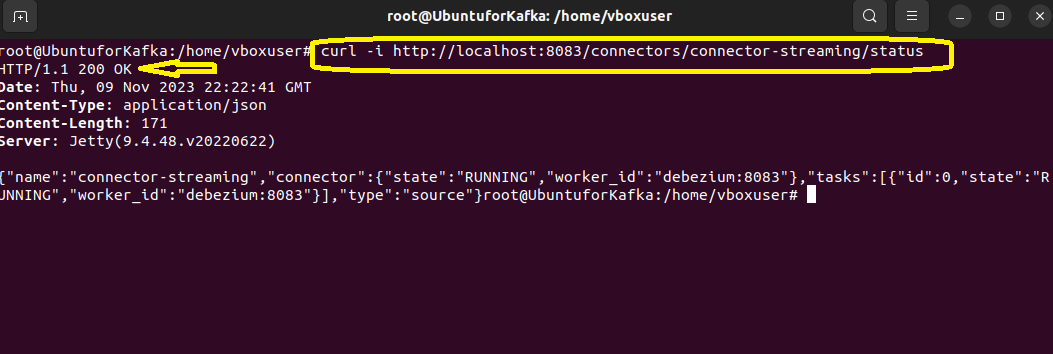 root@UbuntuforKafka: /home/vboxuser
root@UbuntuforKafka:/home/vboxuser# curl -i http://localhost:8083/connectors/connector-streaming/status
HTTP/1.1 200 OK
Date: Thu, 09 Nov 2023 22:22:41 GMT
Content-Type: application/json
Content-Length: 171
Server: Jetty(9.4.48.v20220622)
{"name":"connector-streaming","connector":{"state":"RUNNING","worker_id":"debezium:8083"},"tasks":[{"id":0,"state":"R
UNNING","worker_id":"debezium:8083"}],"type":"source"}root@UbuntuforKafka:/home/vboxuser#